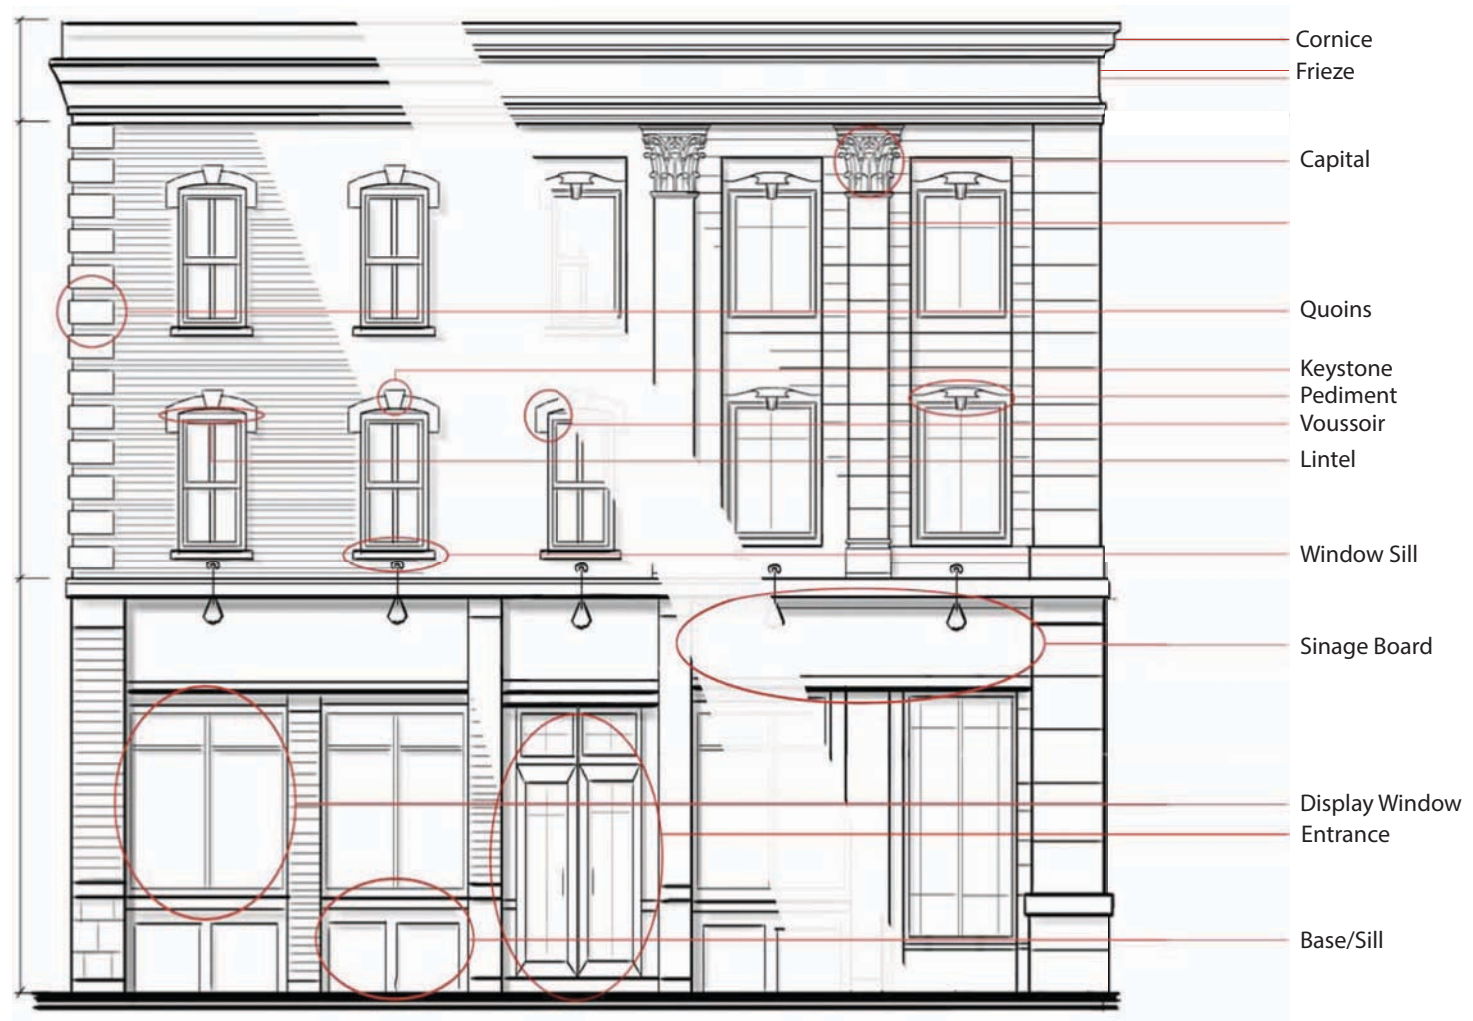 Cornice
Frieze
Capital
Quoins
Keystone
Pediment
Voussoir
Lintel
Window Sill
Sinage Board
Display Window
Entrance
Base/Sill